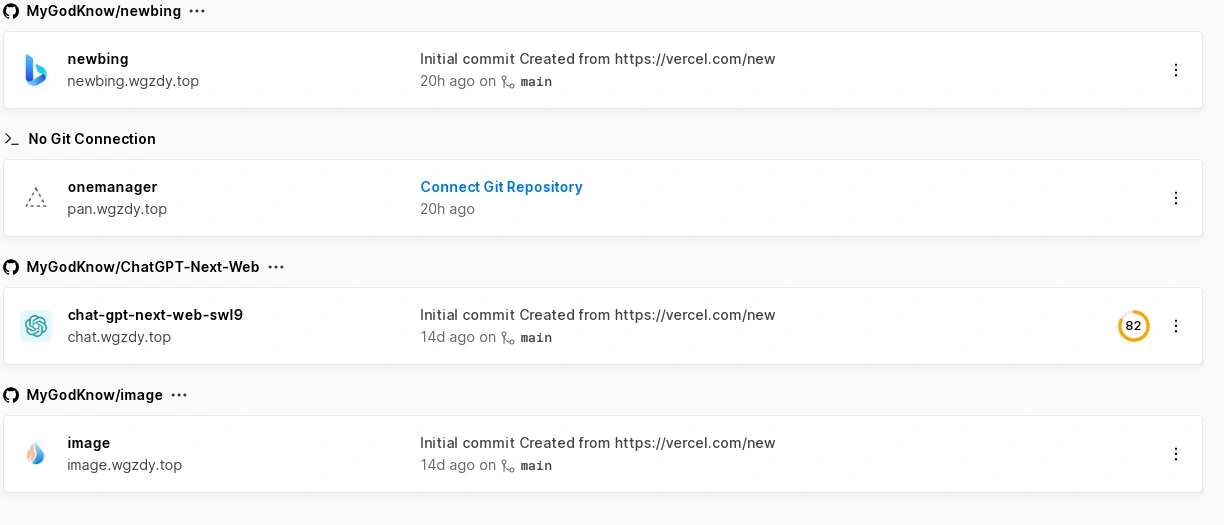 MyGodKnow/newbing ···
newbing
Initial commit Created from https://vercel.com/new
newbing.wgzdy.top
20h ago on main
No Git Connection
onemanager
Connect Git Repository
pan.wgzdy.top
20h ago
MyGodKnow/ChatGPT-Next-Web ···
chat-gpt-next-web-swl9
Initial commit Created from https://vercel.com/new
82
chat.wgzdy.top
14d ago on main
MyGodKnow/image ···
image
Initial commit Created from https://vercel.com/new
image.wgzdy.top
14d ago on main